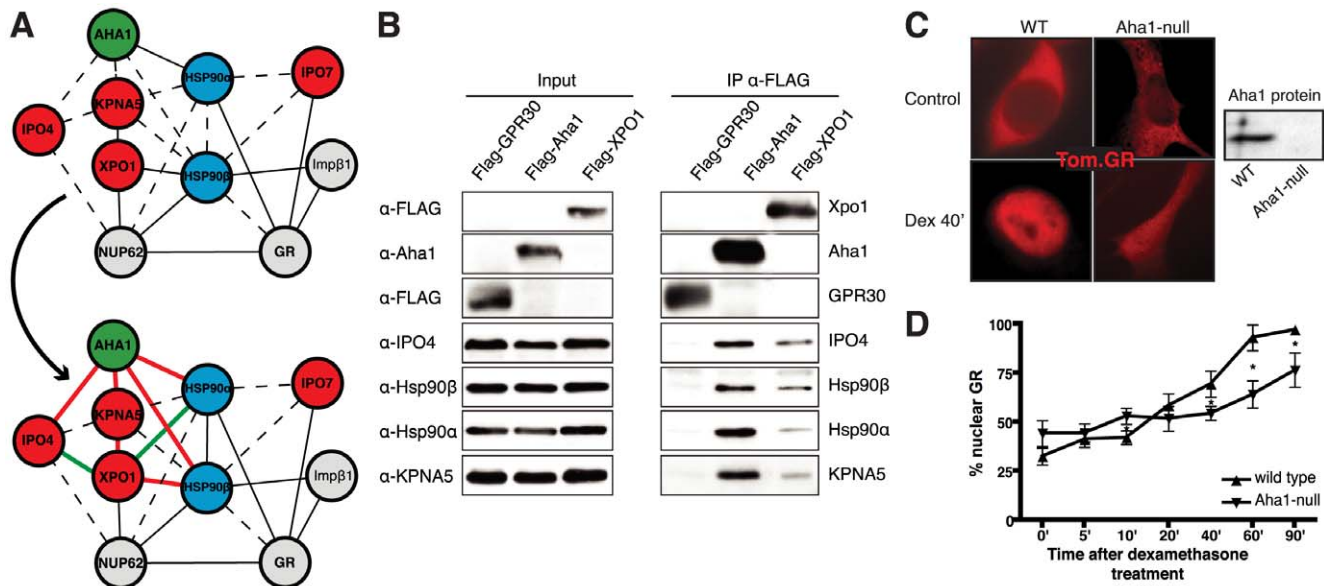 A
AHA1
HSP90α
IPO7
KPNA5
IPO4
XPO1
HSP90β
Impβ1
NUP62
GR
AHA1
HSP90α
IPO7
KPNA5
IPO4
XPO1
HSP90β
Impβ1
NUP62
GR
B
Input
IP α-FLAG
Flag-GPR30
Flag-Aha1
Flag-XPO1
Flag-GPR30
Flag-Aha1
Flag-XPO1
α-FLAG
Xpo1
α-Aha1
Aha1
α-FLAG
GPR30
α-IPO4
IPO4
α-Hsp90β
Hsp90β
α-Hsp90α
Hsp90α
α-KPNA5
KPNA5
C
WT
Aha1-null
Control
Aha1 protein
Tom.GR
WT
Aha1-null
Dex 40'
D
% nuclear GR
100
75
50
25
0
*
*
*
*
wild type
Aha1-null
0' 5' 10' 20' 40' 60' 90'
Time after dexamethasone
treatment